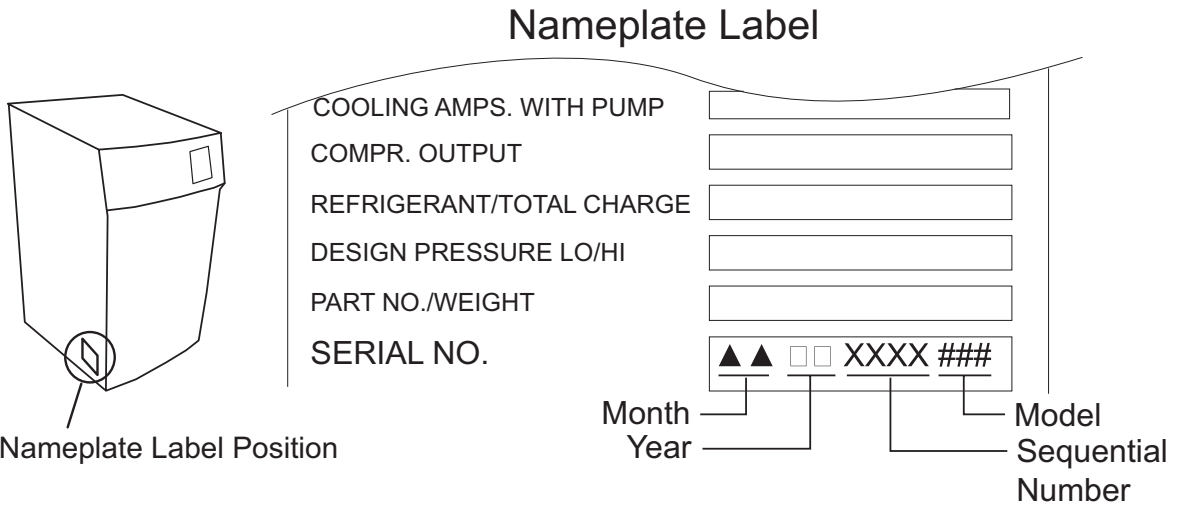 Nameplate Label
COOLING AMPS. WITH PUMP
COMPR. OUTPUT
REFRIGERANT/TOTAL CHARGE
DESIGN PRESSURE LO/HI
PART NO./WEIGHT
SERIAL NO. ▲▲ □□ XXXX ###
Month
Year
Model
Sequential
Number
Nameplate Label Position